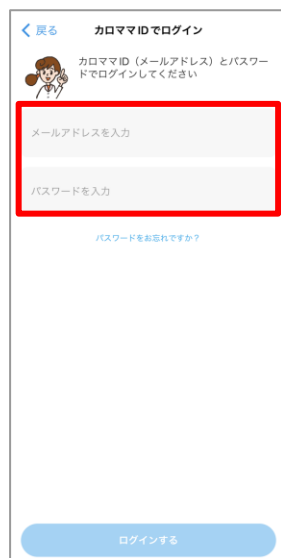 戻る
カロママIDでログイン
カロママID（メールアドレス）とパスワー
ドでログインしてください
メールアドレスを入力
パスワードを入力
パスワードをお忘れですか？
ログインする